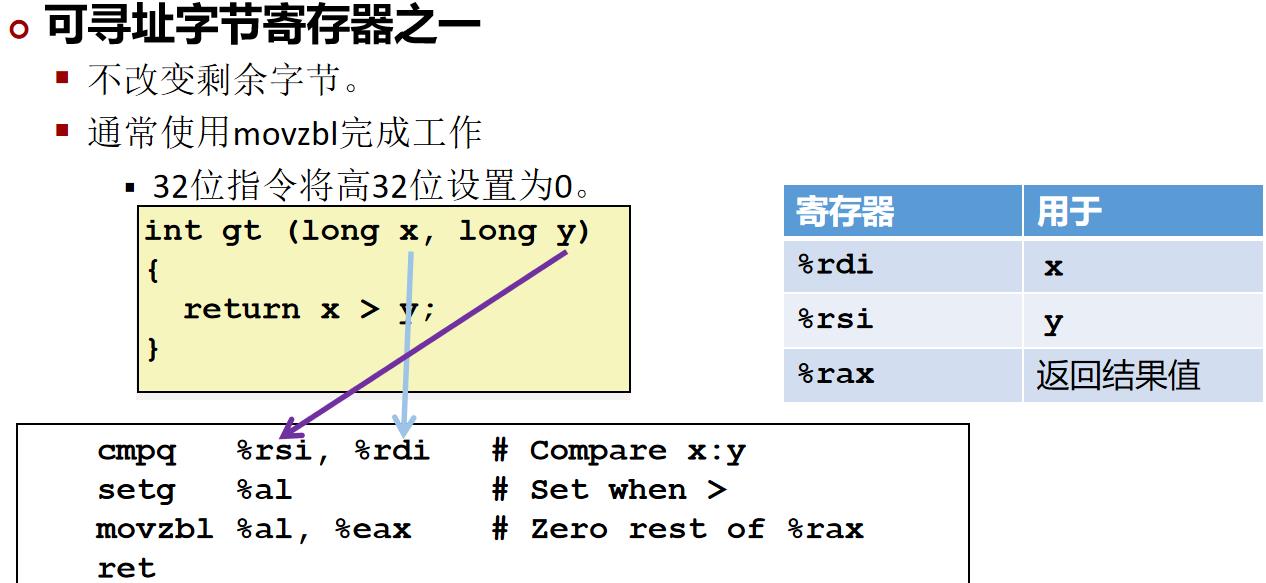 可寻址字节寄存器之一
不改变剩余字节。
通常使用movzbl完成工作
32位指令将高32位设置为0。
int gt (long x, long y)
{
return x > y;
}
寄存器 用于
%rdi x
%rsi y
%rax 返回结果值
cmpq %rsi, %rdi # Compare x:y
setg %al # Set when >
movzbl %al, %eax # Zero rest of %rax
ret